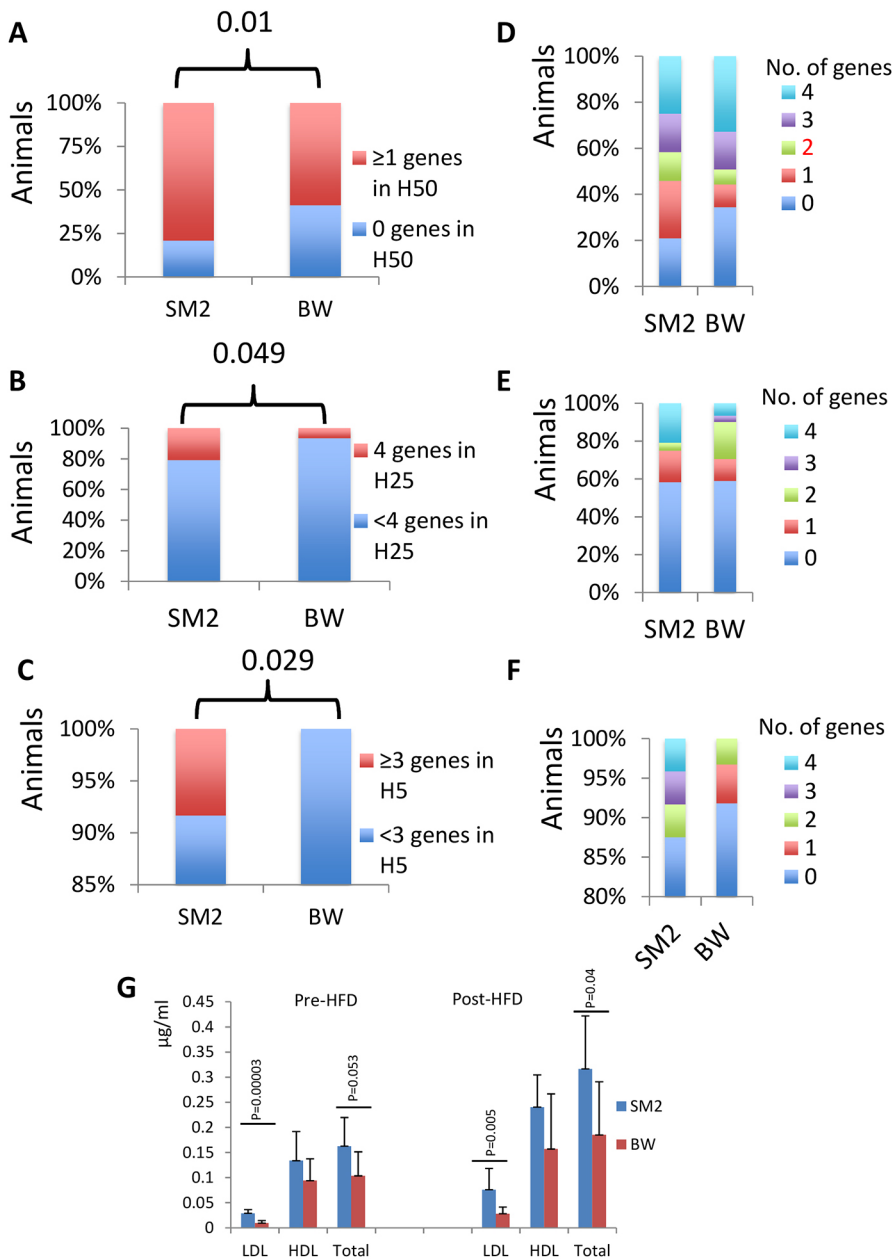 A
0.01
Animals
100%
75%
50%
25%
0%
SM2 BW
≥1 genes
in H50
0 genes in
H50
D
Animals
100%
80%
60%
40%
20%
0%
SM2 BW
No. of genes
4
3
2
1
0
B
0.049
Animals
100%
80%
60%
40%
20%
0%
SM2 BW
4 genes in
H25
<4 genes in
H25
E
Animals
100%
80%
60%
40%
20%
0%
SM2 BW
No. of genes
4
3
2
1
0
C
0.029
Animals
100%
95%
90%
85%
SM2 BW
≥3 genes in
H5
<3 genes in
H5
F
Animals
100%
95%
90%
85%
80%
SM2 BW
No. of genes
4
3
2
1
0
G
µg/ml
0.45
0.4
0.35
0.3
0.25
0.2
0.15
0.1
0.05
0
Pre-HFD Post-HFD
P=0.00003
P=0.053
P=0.005
P=0.04
SM2
BW
LDL HDL Total LDL HDL Total